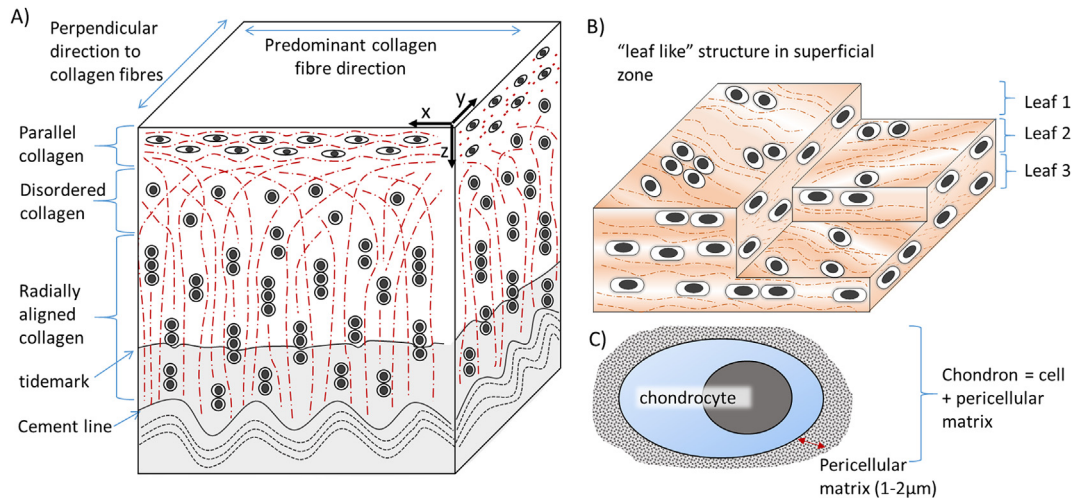 A)
Perpendicular
direction to
collagen fibres
Predominant collagen
fibre direction
x
y
z
Parallel
collagen
Disordered
collagen
Radially
aligned
collagen
tidemark
Cement line
B)
“leaf like” structure in superficial
zone
Leaf 1
Leaf 2
Leaf 3
C)
chondrocyte
Chondron = cell
+ pericellular
matrix
Pericellular
matrix (1-2μm)